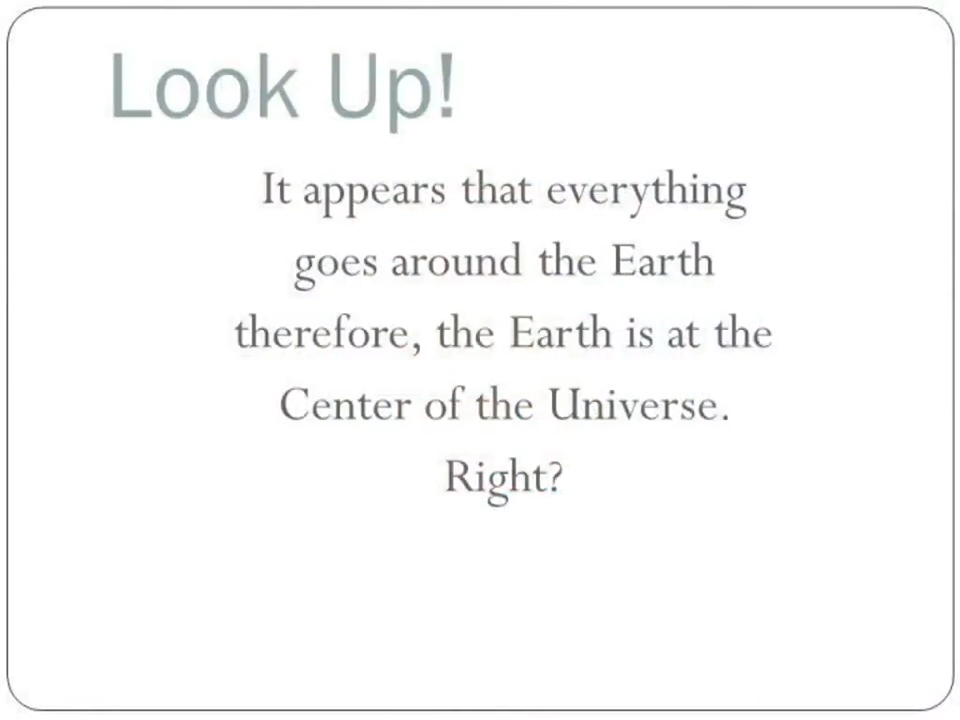 Look Up!
It appears that everything
goes around the Earth
therefore, the Earth is at the
Center of the Universe.
Right?